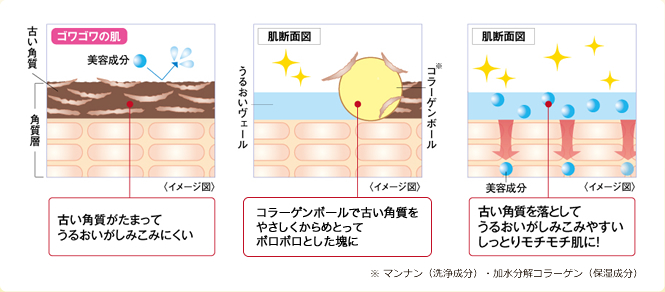 ゴワゴワの肌
美容成分
古い角質
角質層
〈イメージ図〉
古い角質がたまって
うるおいがしみこみにくい
肌断面図
うるおいヴェール
※
コラーゲンボール
〈イメージ図〉
コラーゲンボールで古い角質を
やさしくからめとって
ポロポロとした塊に
肌断面図
美容成分
〈イメージ図〉
古い角質を落として
うるおいがしみこみやすい
しっとりモチモチ肌に!
※ マンナン（洗浄成分）・加水分解コラーゲン（保湿成分）